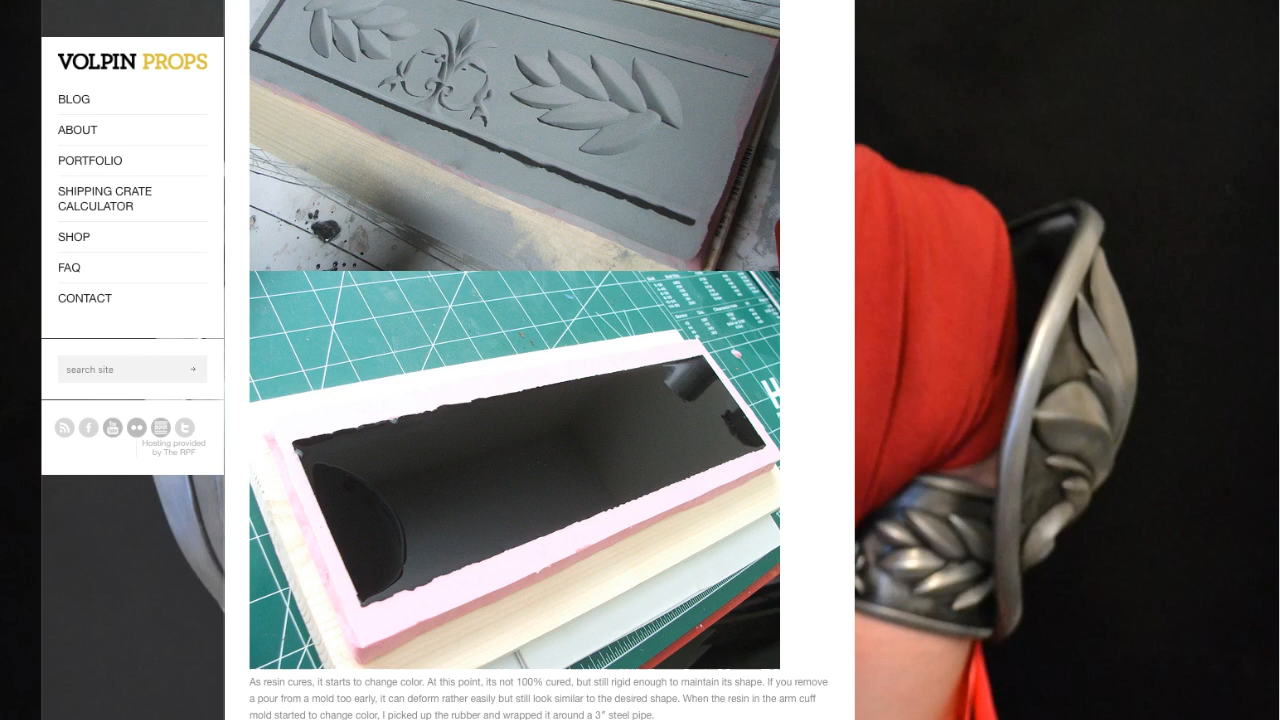 VOLPIN PROPS
BLOG
ABOUT
PORTFOLIO
SHIPPING CRATE
CALCULATOR
SHOP
FAQ
CONTACT
search site
Hosting provided
by The RPF
As resin cures, it starts to change color. At this point, its not 100% cured, but still rigid enough to maintain its shape. If you remove
a pour from a mold too early, it can deform rather easily but still look similar to the desired shape. When the resin in the arm cuff
mold started to change color, I picked up the rubber and wrapped it around a 3″ steel pipe.